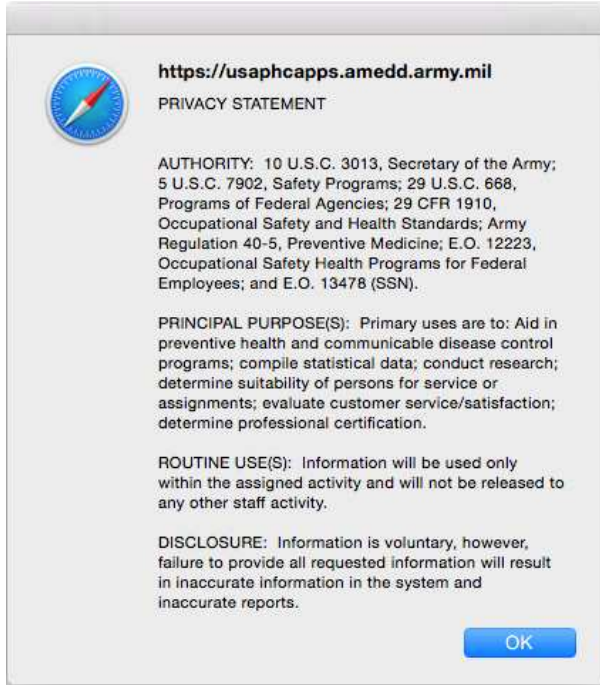 https://usaphcapps.amedd.army.mil
PRIVACY STATEMENT
AUTHORITY:  10 U.S.C. 3013, Secretary of the Army;
5 U.S.C. 7902, Safety Programs; 29 U.S.C. 668,
Programs of Federal Agencies; 29 CFR 1910,
Occupational Safety and Health Standards; Army
Regulation 40-5, Preventive Medicine; E.O. 12223,
Occupational Safety Health Programs for Federal
Employees; and E.O. 13478 (SSN).
PRINCIPAL PURPOSE(S):  Primary uses are to: Aid in
preventive health and communicable disease control
programs; compile statistical data; conduct research;
determine suitability of persons for service or
assignments; evaluate customer service/satisfaction;
determine professional certification.
ROUTINE USE(S):  Information will be used only
within the assigned activity and will not be released to
any other staff activity.
DISCLOSURE:  Information is voluntary, however,
failure to provide all requested information will result
in inaccurate information in the system and
inaccurate reports.
OK